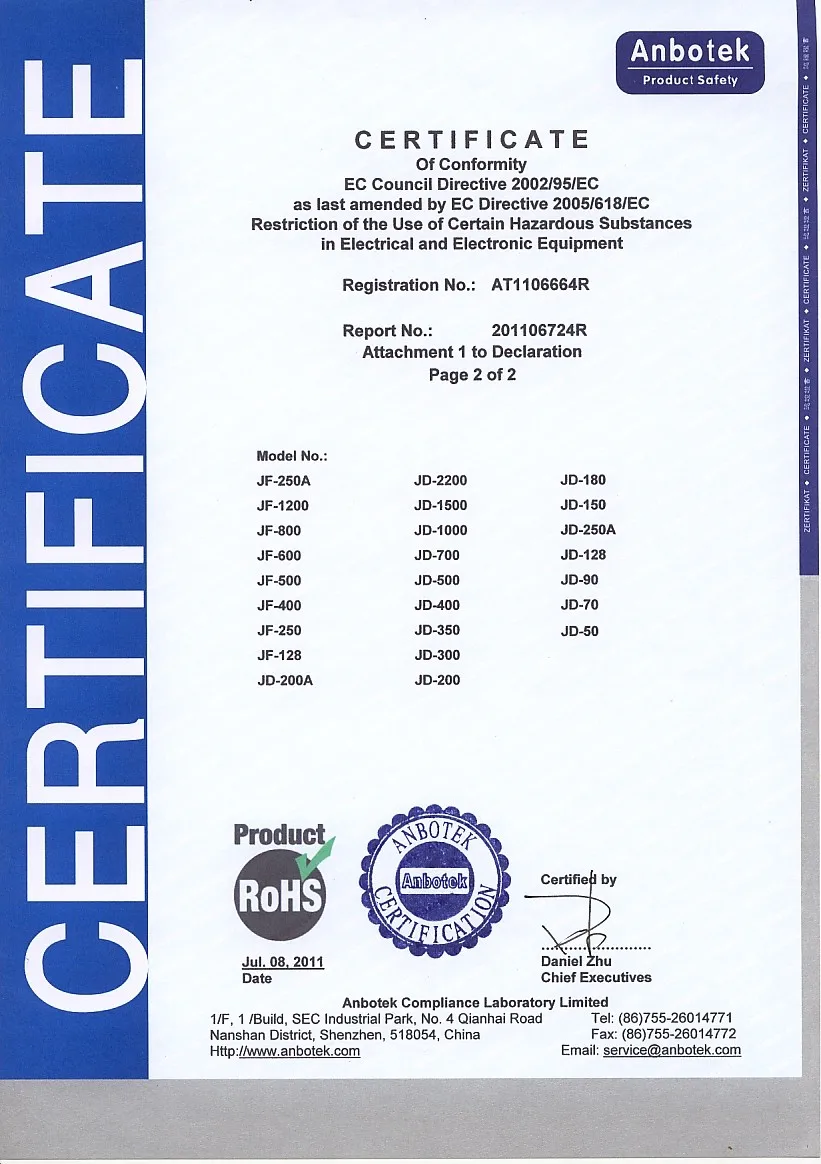 CERTIFICATE
Anbotek
Product Safety
CERTIFICATE
Of Conformity
EC Council Directive 2002/95/EC
as last amended by EC Directive 2005/618/EC
Restriction of the Use of Certain Hazardous Substances
in Electrical and Electronic Equipment
Registration No.: AT1106664R
Report No.: 201106724R
Attachment 1 to Declaration
Page 2 of 2
Model No.:
JF-250A JD-2200 JD-180
JF-1200 JD-1500 JD-150
JF-800 JD-1000 JD-250A
JF-600 JD-700 JD-128
JF-500 JD-500 JD-90
JF-400 JD-400 JD-70
JF-250 JD-350 JD-50
JF-128 JD-300
JD-200A JD-200
Product
RoHS
ANBOTEK
Anbotek
CERTIFICATION
Certified by
Jul. 08, 2011
Date
Daniel Zhu
Chief Executives
Anbotek Compliance Laboratory Limited
1/F, 1 /Build, SEC Industrial Park, No. 4 Qianhai Road Tel: (86)755-26014771
Nanshan District, Shenzhen, 518054, China Fax: (86)755-26014772
Http://www.anbotek.com Email: service@anbotek.com
ZERTIFIKAT ◆ CERTIFICATE ◆ ZERTIFIKAT ◆ CERTIFICATE ◆ ZERTIFIKAT ◆ CERTIFICATE ◆